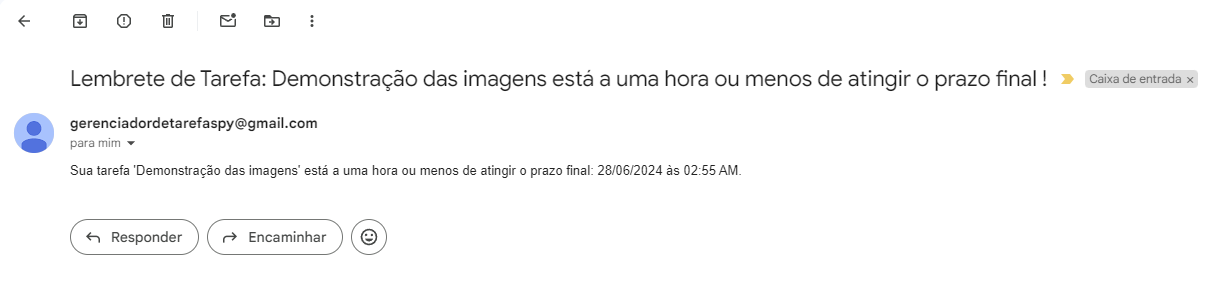 Lembrete de Tarefa: Demonstração das imagens está a uma hora ou menos de atingir o prazo final ! Caixa de entrada ×
gerenciadordetarefaspy@gmail.com
para mim
Sua tarefa 'Demonstração das imagens' está a uma hora ou menos de atingir o prazo final: 28/06/2024 às 02:55 AM.
Responder Encaminhar